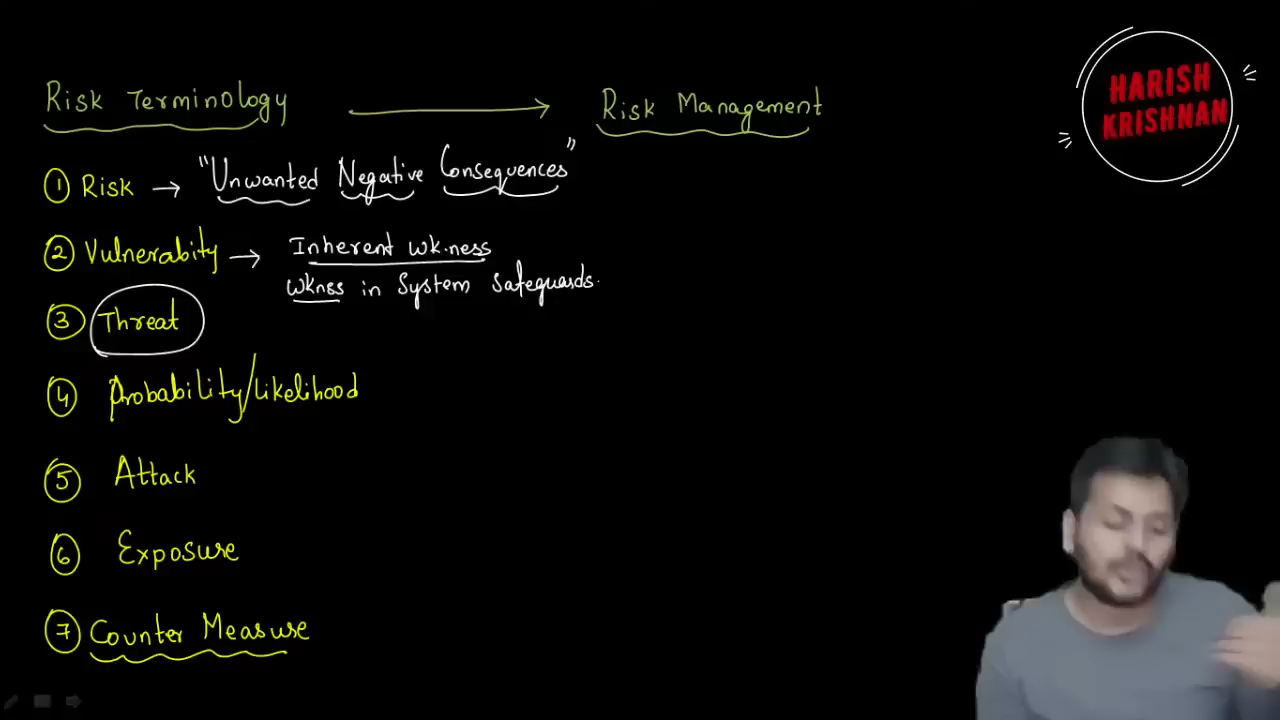 Risk Terminology → Risk Management
HARISH
KRISHNAN
① Risk → "Unwanted Negative Consequences"
② Vulnerabity → Inherent wk.ness
wknss in System Safeguards.
③ Threat
④ Probability/likelihood
⑤ Attack
⑥ Exposure
⑦ Counter Measure